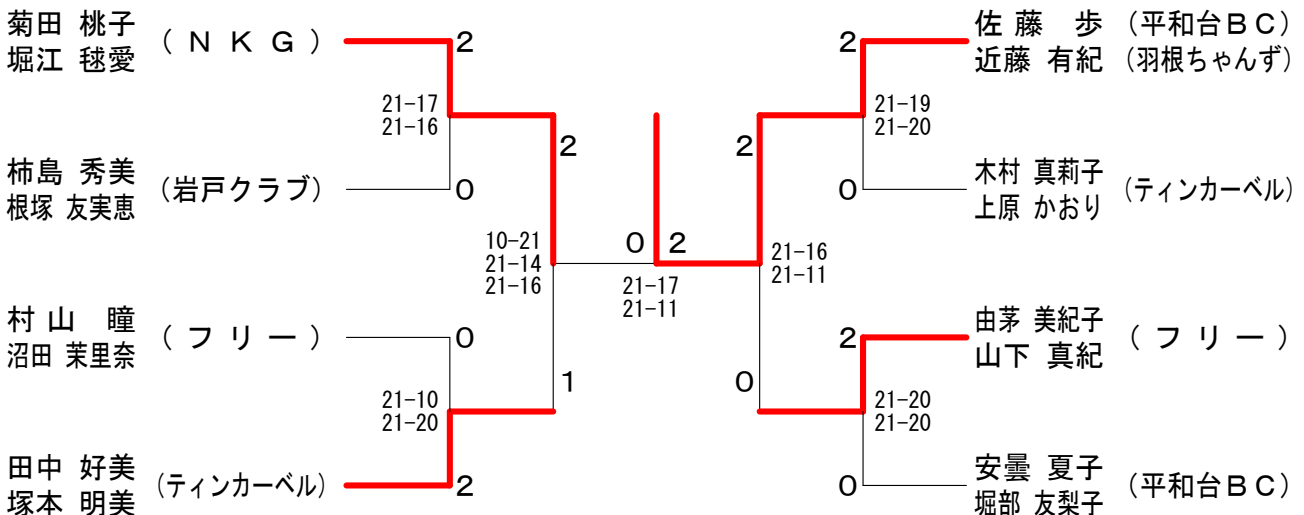 菊田 桃子
堀江 毬愛
( N K G )
2
21-17
21-16
柿島 秀美
根塚 友実恵
(岩戸クラブ)
0
2
10-21
21-14
21-16
村山 瞳
沼田 茉里奈
( フ リ ー )
0
21-10
21-20
1
田中 好美
塚本 明美
(ティンカーベル)
2
0 2
21-17
21-11
佐藤 歩 (平和台BC)
近藤 有紀 (羽根ちゃんず)
2
21-19
21-20
2
木村 真莉子
上原 かおり
(ティンカーベル)
0
21-16
21-11
由茅 美紀子
山下 真紀
( フ リ ー )
2
0
21-20
21-20
安曇 夏子
堀部 友梨子
(平和台BC)
0